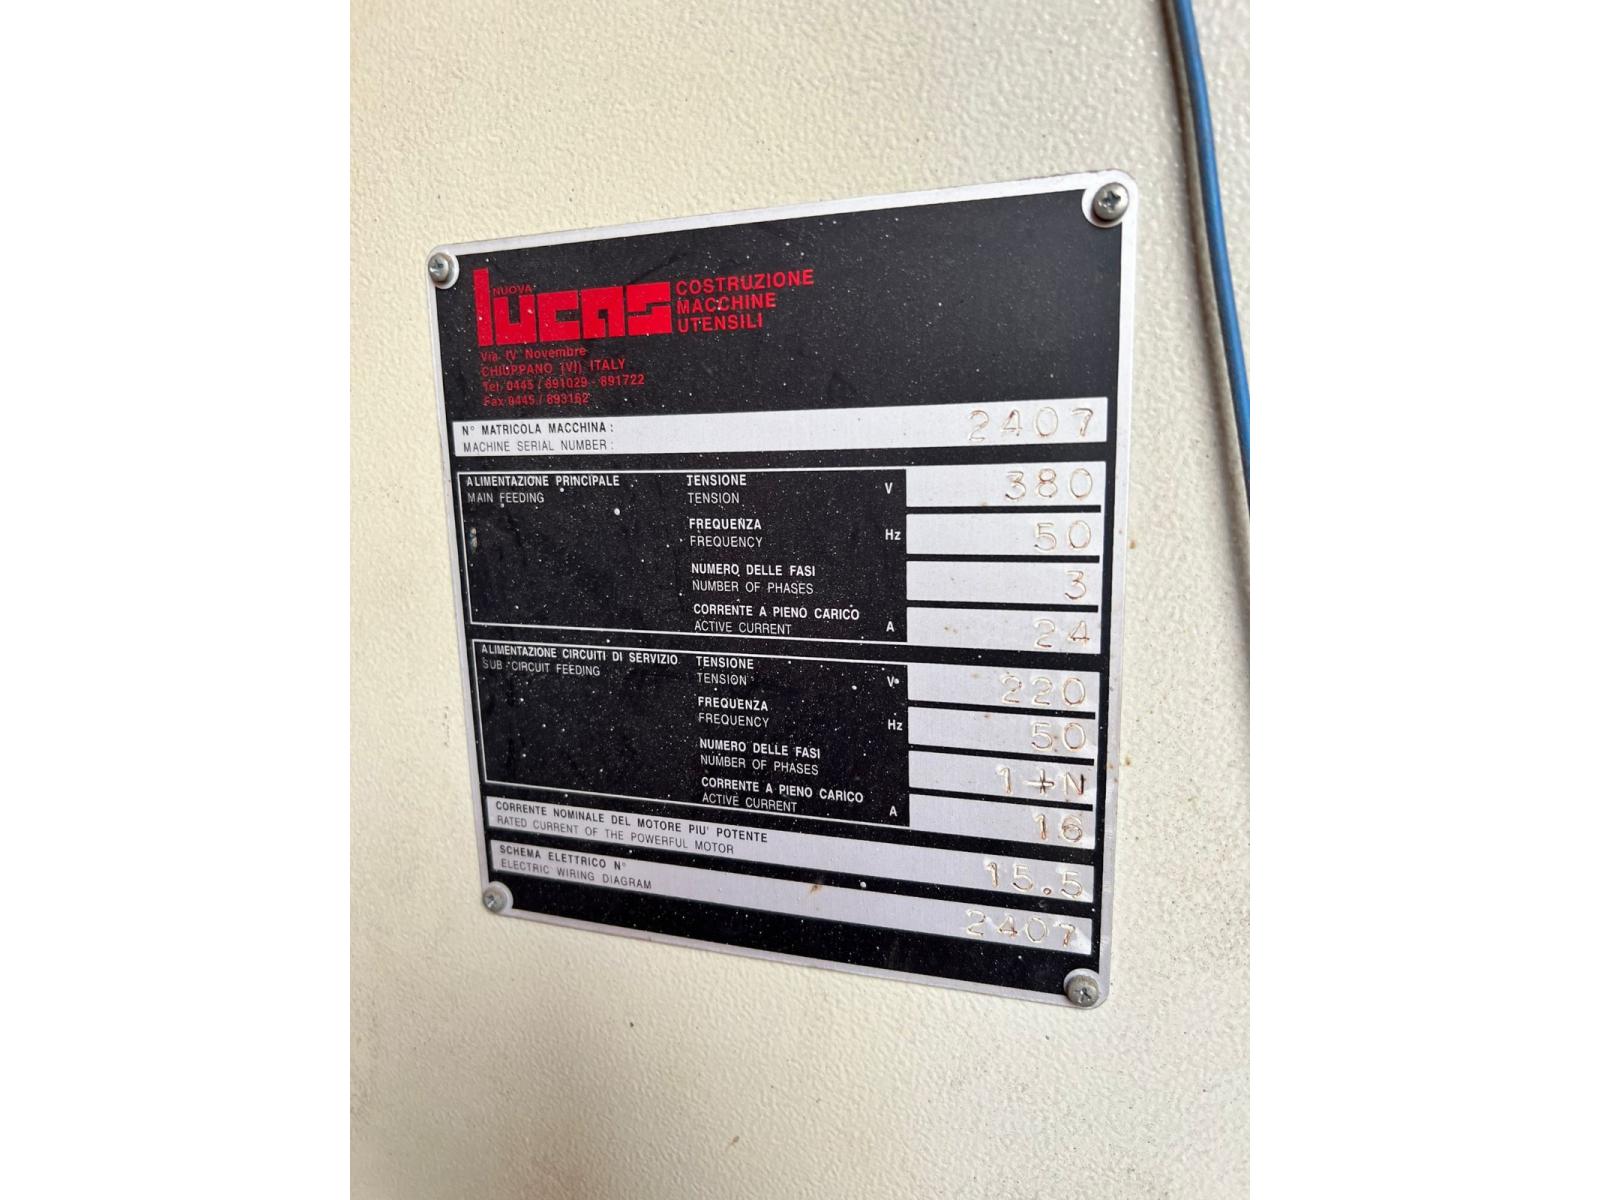 NUOVA
lucas
COSTRUZIONE
MACCHINE
UTENSILI
Via IV Novembre
CHIUPPANO (VI) ITALY
Tel. 0445 / 891029 - 891722
Fax 0445 / 893162
N° MATRICOLA MACCHINA : 2407
MACHINE SERIAL NUMBER :
ALIMENTAZIONE PRINCIPALE TENSIONE V 380
MAIN FEEDING TENSION
FREQUENZA Hz 50
FREQUENCY
NUMERO DELLE FASI 3
NUMBER OF PHASES
CORRENTE A PIENO CARICO A 24
ACTIVE CURRENT
ALIMENTAZIONE CIRCUITI DI SERVIZIO TENSIONE V 220
SUB - CIRCUIT FEEDING TENSION
FREQUENZA Hz 50
FREQUENCY
NUMERO DELLE FASI 1+N
NUMBER OF PHASES
CORRENTE A PIENO CARICO A 16
ACTIVE CURRENT
CORRENTE NOMINALE DEL MOTORE PIU' POTENTE 15.5
RATED CURRENT OF THE POWERFUL MOTOR
SCHEMA ELETTRICO N° 2407
ELECTRIC WIRING DIAGRAM